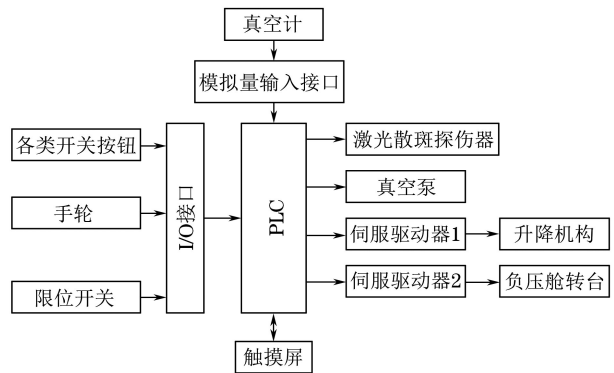 真空计
模拟量输入接口
各类开关按钮
手轮
限位开关
I/O接口
PLC
激光散斑探伤器
真空泵
伺服驱动器1
升降机构
伺服驱动器2
负压舱转台
触摸屏